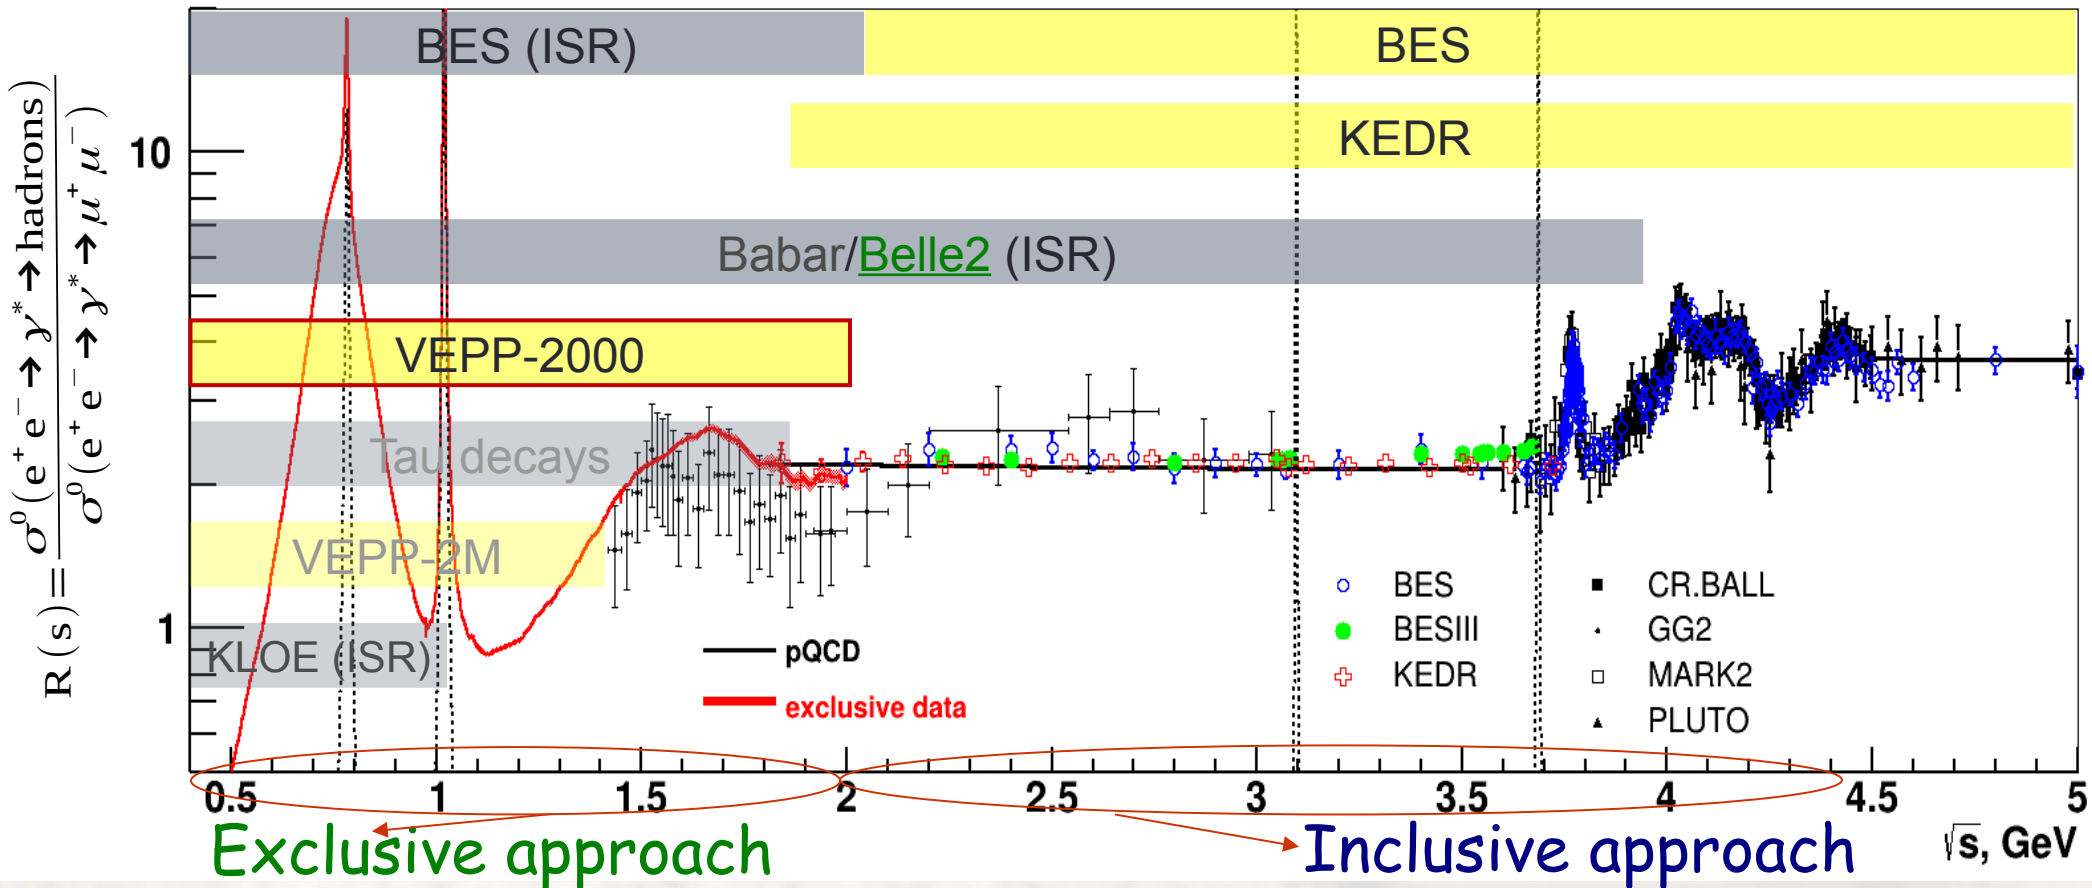 BES (ISR)
BES
KEDR
Babar/Belle2 (ISR)
VEPP-2000
Tau decays
VEPP-2M
KLOE (ISR)
R(s)=σ⁰(e⁺e⁻→γ*→hadrons)
σ⁰(e⁺e⁻→γ*→μ⁺μ⁻)
10
1
pQCD
exclusive data
BES
BESIII
KEDR
CR.BALL
GG2
MARK2
PLUTO
0.5 1 1.5 2 2.5 3 3.5 4 4.5 5
√s, GeV
Exclusive approach
Inclusive approach